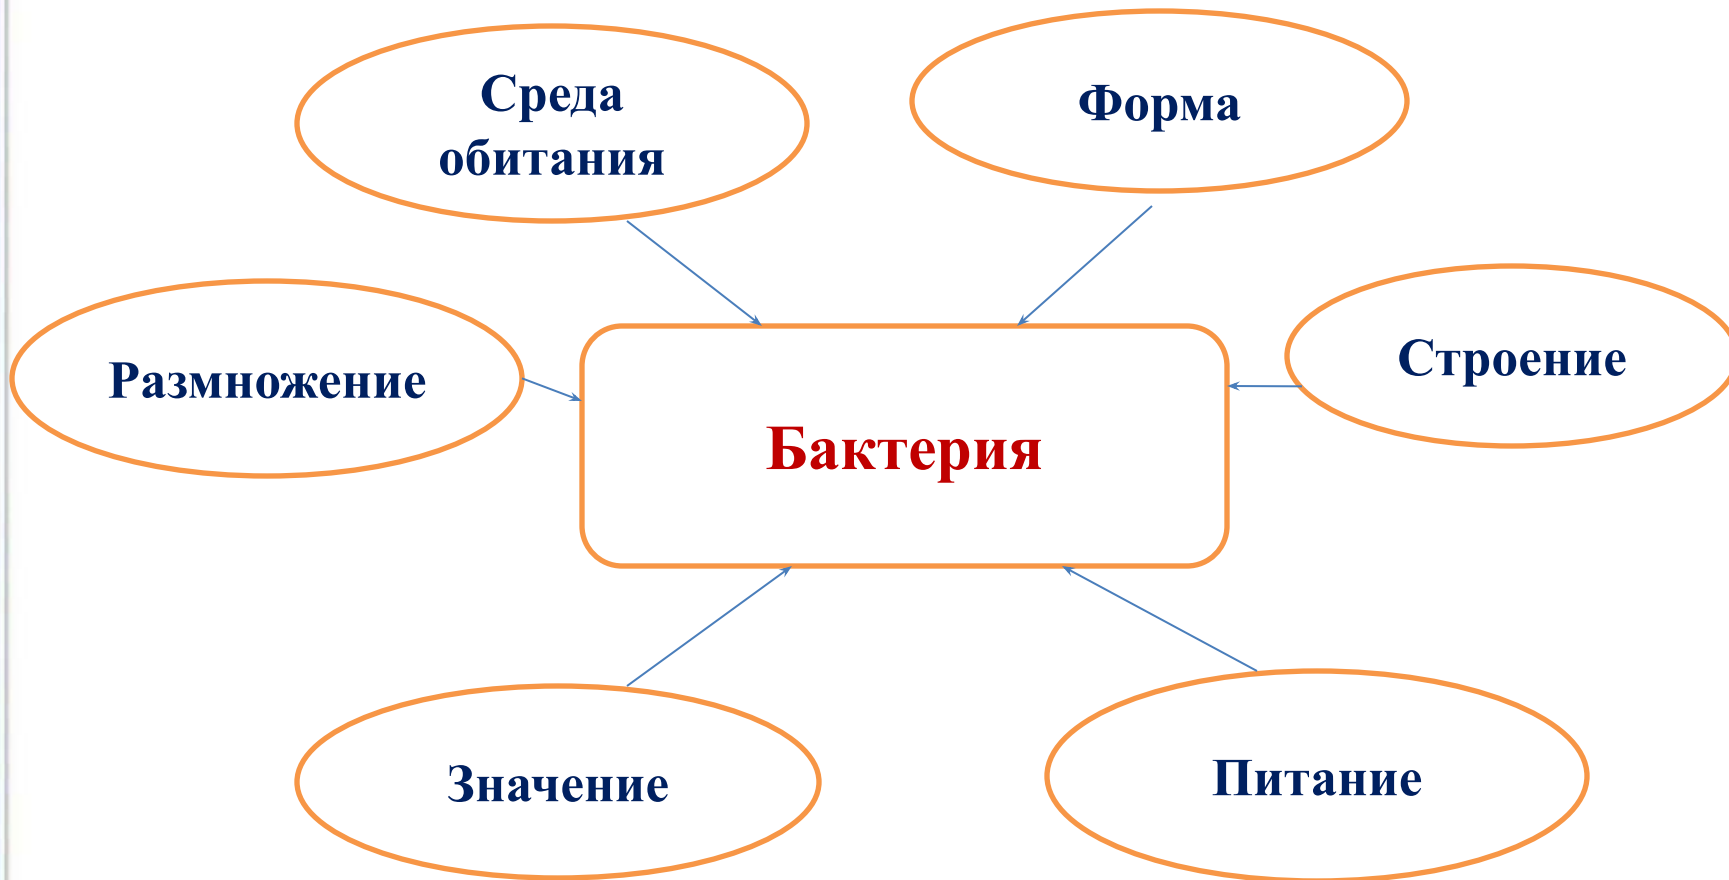 Среда
обитания
Форма
Размножение
Строение
Бактерия
Значение
Питание